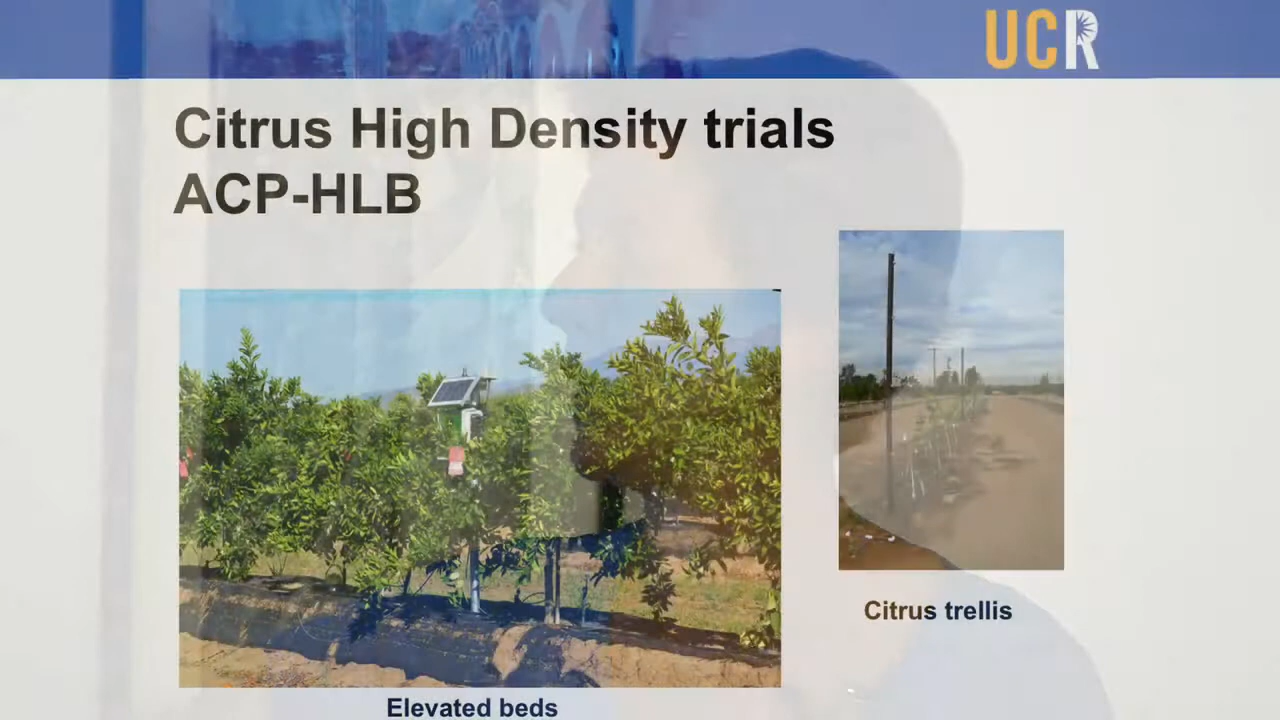 UCR
Citrus High Density trials
ACP-HLB
Citrus trellis
Elevated beds